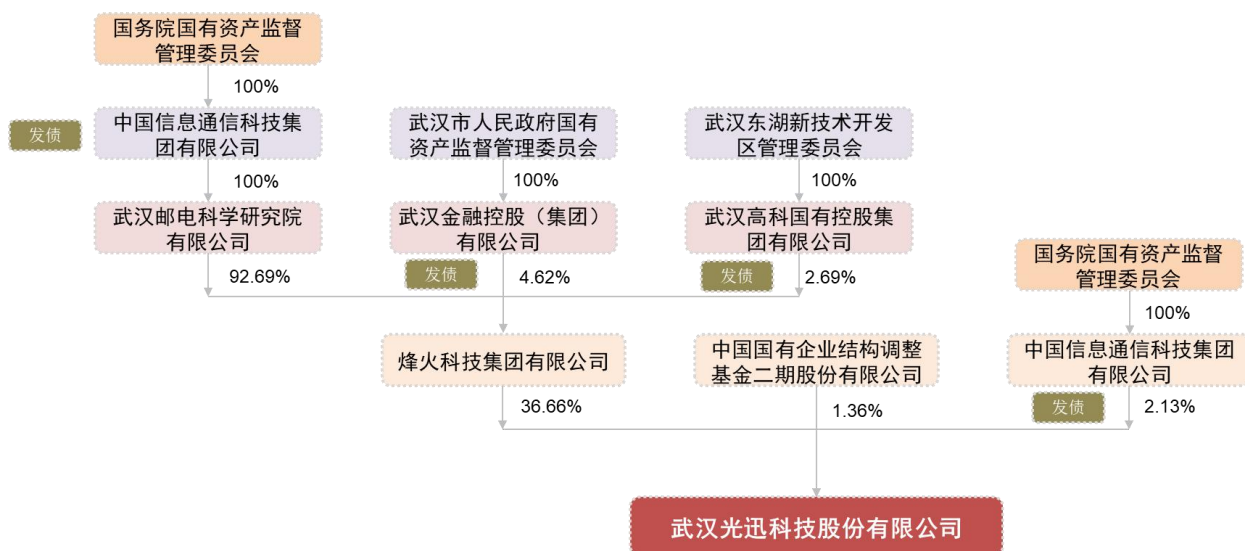 国务院国有资产监督
管理委员会
100%
发债
中国信息通信科技集
团有限公司
武汉市人民政府国有
资产监督管理委员会
武汉东湖新技术开发
区管理委员会
100%
100%
100%
武汉邮电科学研究院
有限公司
武汉金融控股（集团）
有限公司
武汉高科国有控股集
团有限公司
国务院国有资产监督
管理委员会
92.69%
发债
4.62%
发债
2.69%
100%
烽火科技集团有限公司
中国国有企业结构调整
基金二期股份有限公司
中国信息通信科技集团
有限公司
36.66%
1.36%
发债
2.13%
武汉光迅科技股份有限公司